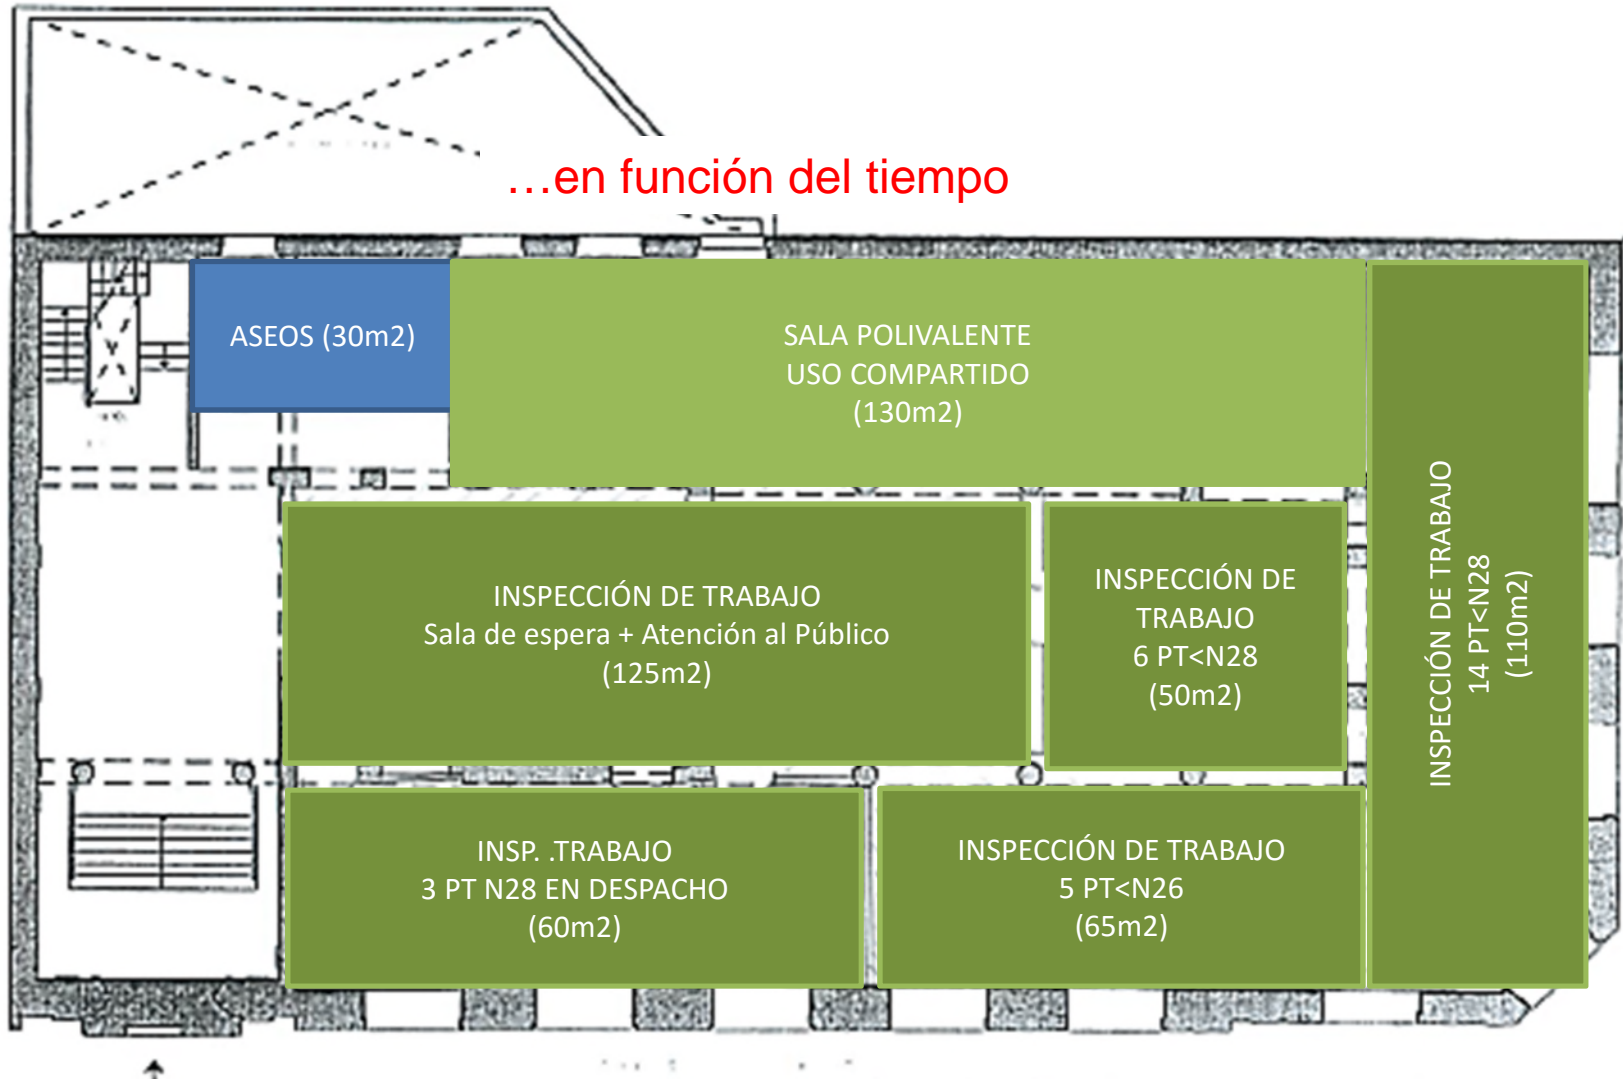 …en función del tiempo
ASEOS (30m2)
SALA POLIVALENTE
USO COMPARTIDO
(130m2)
INSPECCIÓN DE TRABAJO
Sala de espera + Atención al Público
(125m2)
INSPECCIÓN DE
TRABAJO
6 PT<N28
(50m2)
INSPECCIÓN DE TRABAJO
14 PT<N28
(110m2)
INSP. .TRABAJO
3 PT N28 EN DESPACHO
(60m2)
INSPECCIÓN DE TRABAJO
5 PT<N26
(65m2)